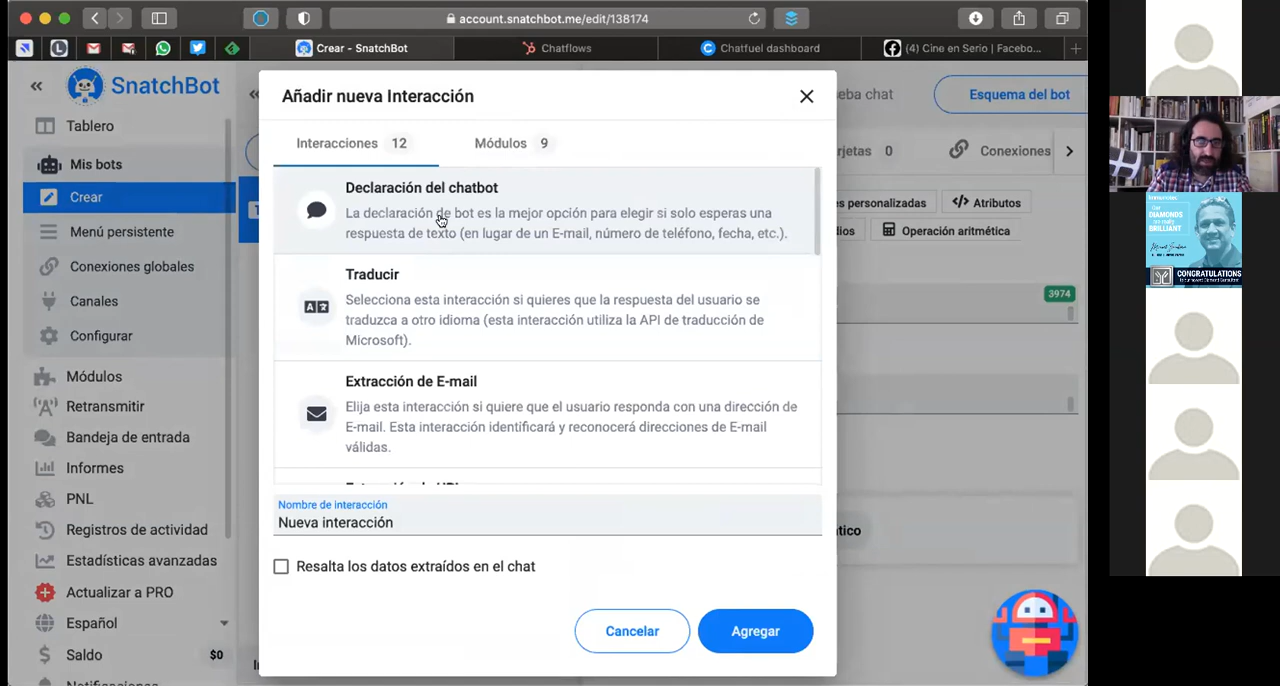 account.snatchbot.me/edit/138174
Crear - SnatchBot
Chatflows
Chatfuel dashboard
(4) Cine en Serio | Facebo...
SnatchBot
Tablero
Mis bots
Crear
Menú persistente
Conexiones globales
Canales
Configurar
Módulos
Retransmitir
Bandeja de entrada
Informes
PNL
Registros de actividad
Estadísticas avanzadas
Actualizar a PRO
Español
Saldo $0
Añadir nueva Interacción
Interacciones 12
Módulos 9
Declaración del chatbot
La declaración de bot es la mejor opción para elegir si solo esperas una
respuesta de texto (en lugar de un E-mail, número de teléfono, fecha, etc.).
Traducir
Selecciona esta interacción si quieres que la respuesta del usuario se
traduzca a otro idioma (esta interacción utiliza la API de traducción de
Microsoft).
Extracción de E-mail
Elija esta interacción si quiere que el usuario responda con una dirección de
E-mail. Esta interacción identificará y reconocerá direcciones de E-mail
válidas.
Nombre de interacción
Nueva interacción
Resalta los datos extraídos en el chat
Cancelar
Agregar
eba chat
Esquema del bot
rjetas 0
Conexiones
es personalizadas
Atributos
dios
Operación aritmética
3974
ático
DIAMONDS
BRILLIANT
CONGRATULATIONS